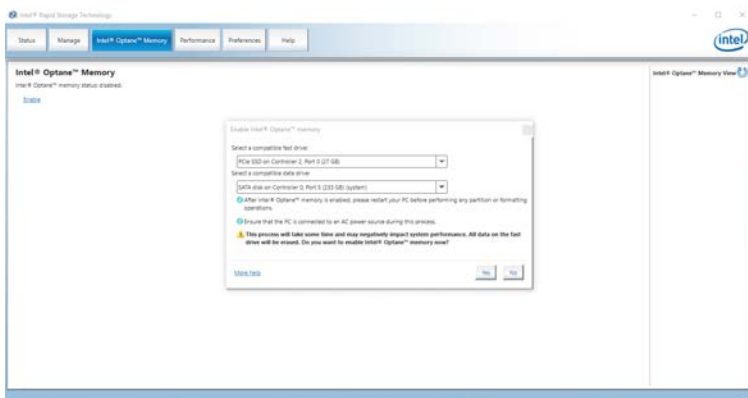 Intel® Rapid Storage Technology
Status
Manage
Intel® Optane™ Memory
Performance
Preferences
Help
intel
Intel® Optane™ Memory
Intel® Optane™ memory status: disabled.
Enable
Intel® Optane™ Memory View
Enable Intel® Optane™ memory
Select a compatible fast drive:
PCIe SSD on Controller 2, Port 0 (27 GB)
Select a compatible data drive:
SATA disk on Controller 0, Port 5 (233 GB) (system)
After Intel® Optane™ memory is enabled, please restart your PC before performing any partition or formatting
operations.
Ensure that the PC is connected to an AC power source during this process.
This process will take some time and may negatively impact system performance. All data on the fast
drive will be erased. Do you want to enable Intel® Optane™ memory now?
More help
Yes
No